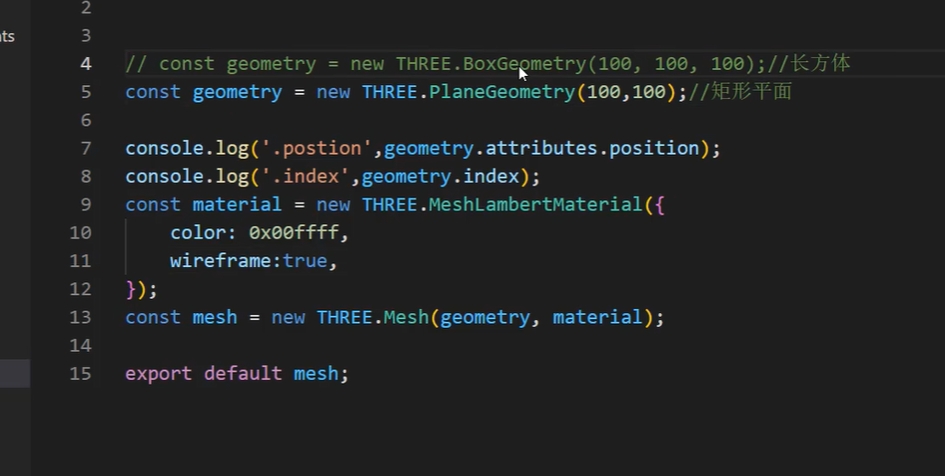 2
nts
3
4 // const geometry = new THREE.BoxGeometry(100, 100, 100);//长方体
5 const geometry = new THREE.PlaneGeometry(100,100);//矩形平面
6
7 console.log('.postion',geometry.attributes.position);
8 console.log('.index',geometry.index);
9 const material = new THREE.MeshLambertMaterial({
10 color: 0x00ffff,
11 wireframe:true,
12 });
13 const mesh = new THREE.Mesh(geometry, material);
14
15 export default mesh;